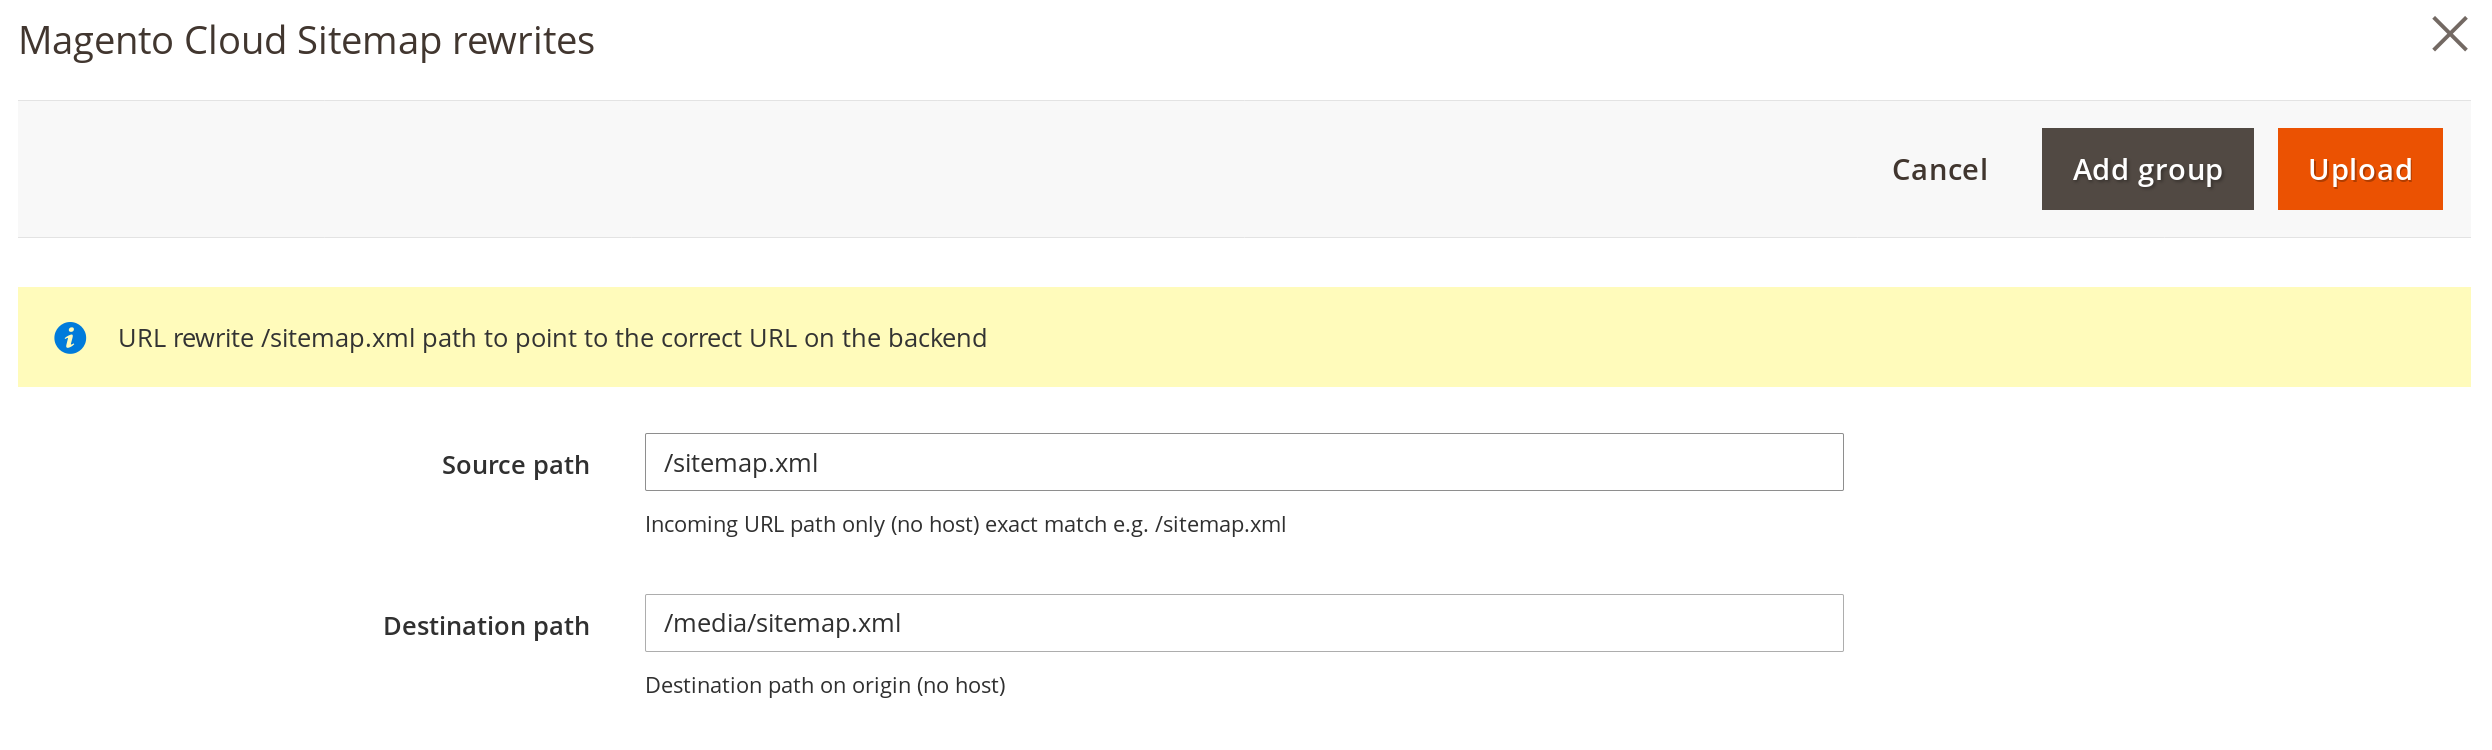 Magento Cloud Sitemap rewrites
Cancel Add group Upload
URL rewrite /sitemap.xml path to point to the correct URL on the backend
Source path /sitemap.xml
Incoming URL path only (no host) exact match e.g. /sitemap.xml
Destination path /media/sitemap.xml
Destination path on origin (no host)